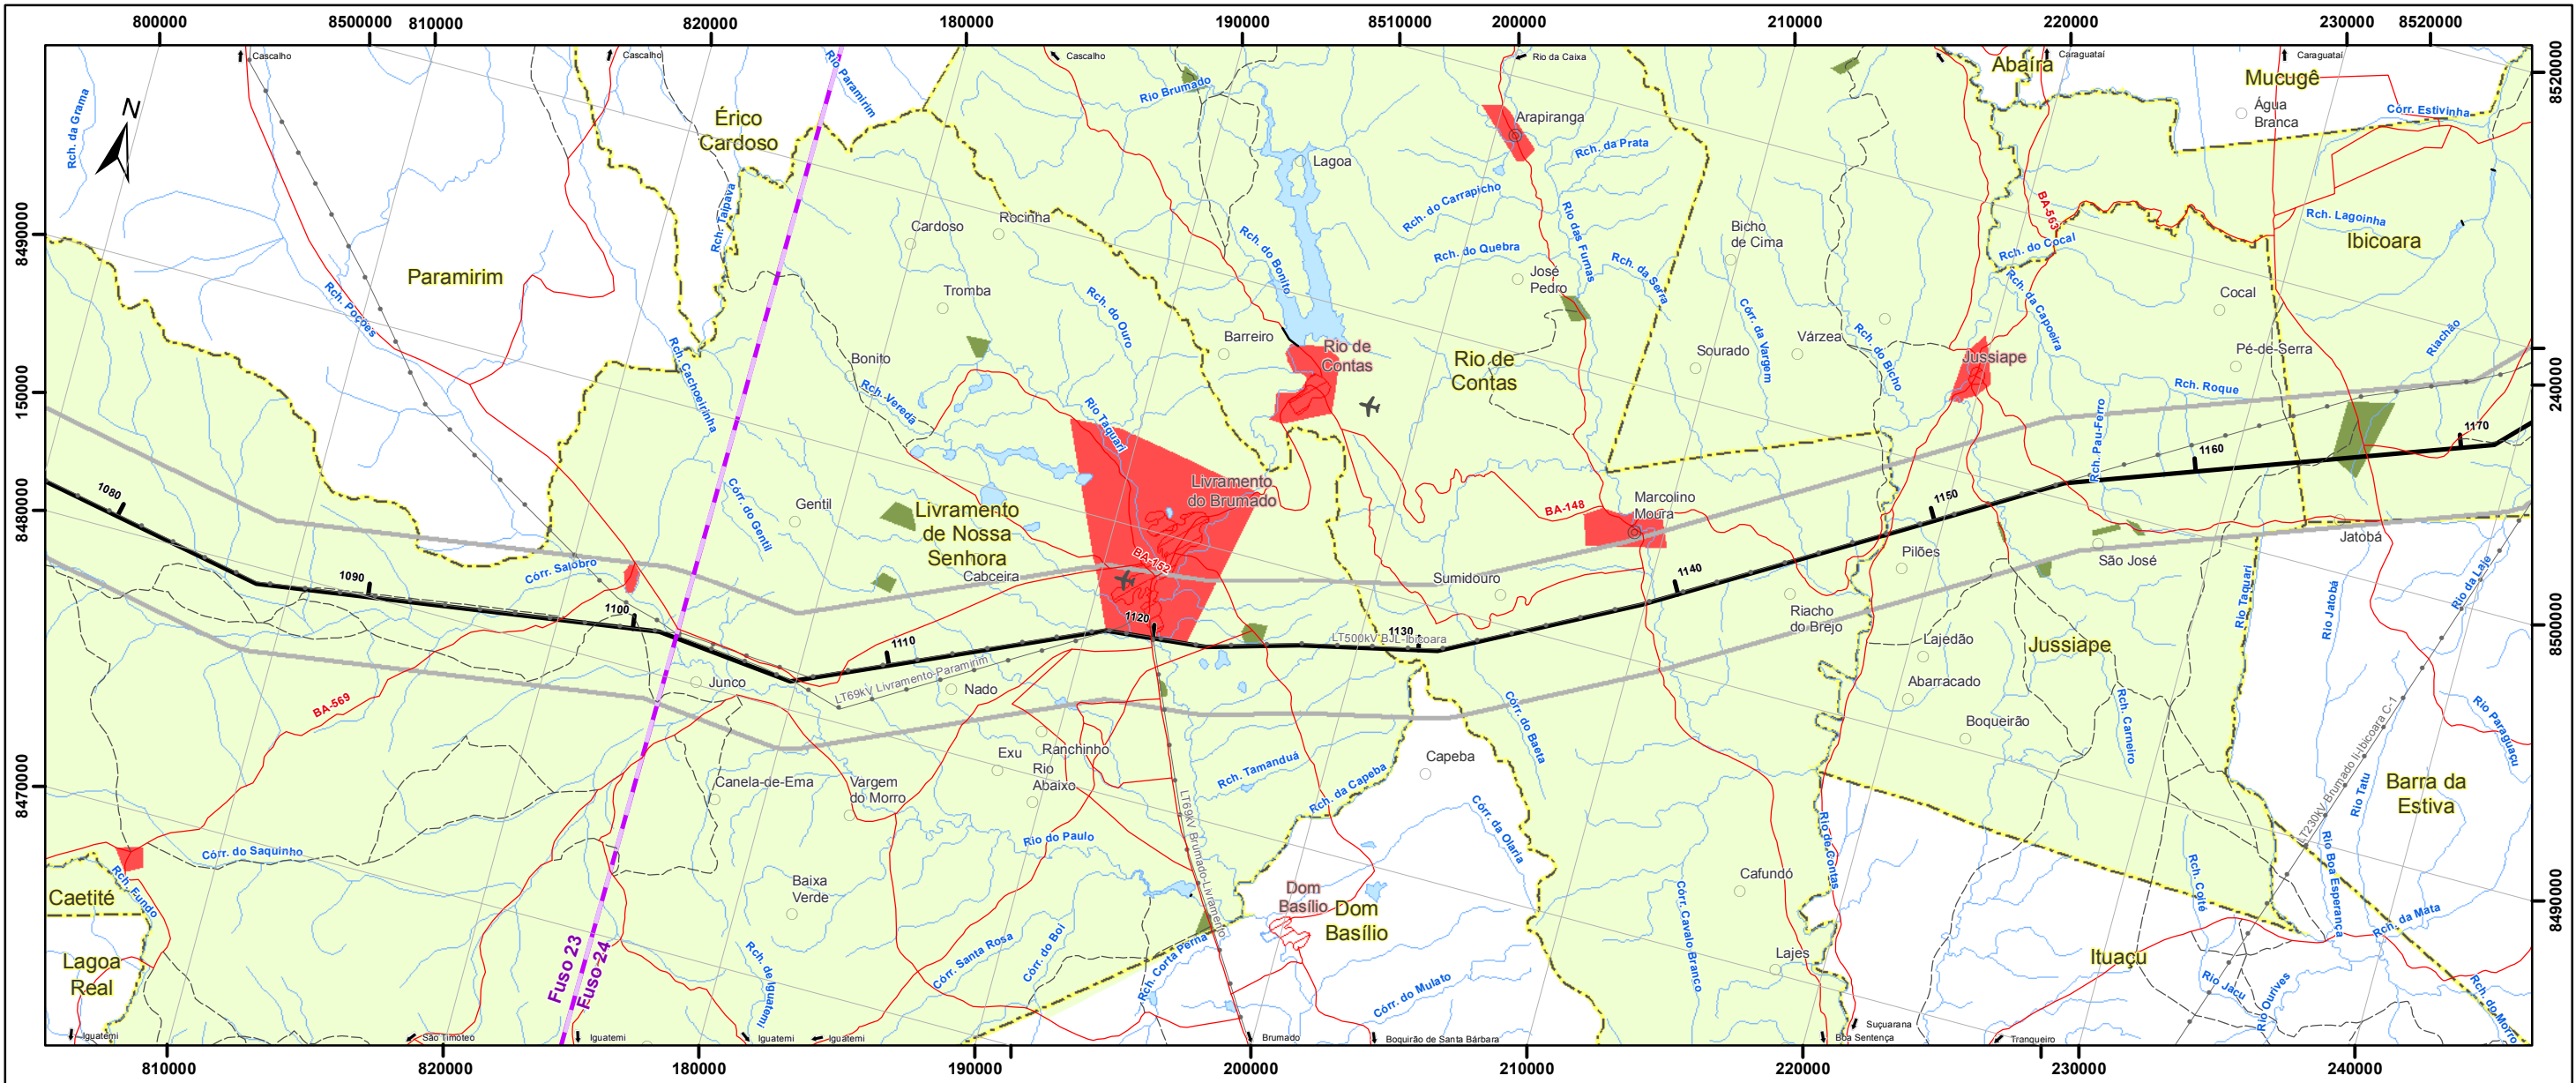 800000
8500000
810000
820000
180000
190000
8510000
200000
210000
220000
230000
8520000
8520000
8490000
150000
8480000
8470000
240000
8500000
8490000
810000
820000
180000
190000
200000
210000
220000
230000
240000
Cascalho
Cascalho
Cascalho
Rio da Caixa
Caraguataí
Caraguataí
N
Rch. da Grama
Rio Paramirim
Érico
Cardoso
Rio Brumado
Arapiranga
Lagoa
Rch. da Prata
Abaíra
Mucugê
Água
Branca
Córr. Estivinha
Rch. Taipava
Cardoso
Rocinha
Rch. do Carrapicho
Rch. do Quebra
Rio das Furnas
Bicho
de Cima
BA-563
Rch. do Cocal
Rch. Lagoinha
Ibicoara
Paramirim
Rch. Poções
Tromba
Rch. do Ouro
Rch. do Bonito
José
Pedro
Rch. da Serra
Rch. da Capoeira
Cocal
Rch. Cachoeirinha
Bonito
Rch. Vereda
Barreiro
Rio de
Contas
Rio de
Contas
Sourado
Córr. da Vargem
Várzea
Rch. do Bicho
Jussiape
Pé-de-Serra
Riachão
Rch. Roque
Rio Taquari
Rch. Pau-Ferro
1170
1160
1150
1140
1130
1120
1110
1100
1090
1080
Livramento
do Brumado
Livramento
de Nossa
Senhora
Gentil
Córr. do Gentil
Cabceira
BA-152
BA-148
Marcolino
Moura
Sumidouro
Pilões
São José
Jatobá
Córr. Salobro
LT500kV BJL-Ibicoara
Riacho
do Brejo
Lajedão
Jussiape
Rio Taquari
Rio Jatobá
Rio da Laje
BA-569
Junco
LT69kV Livramento-Paramirim
Nado
Abarracado
Boqueirão
Rch. Carneiro
Córr. do Baeta
LT230kV Brumado II-Ibicoara C-1
Rio Paraguaçu
Exu
Ranchinho
Rio
Abaixo
Capeba
Rch. Tamanduá
Rch. da Capeba
Canela-de-Ema
Vargem
do Morro
Rio do Paulo
LT69kV Brumado-Livramento
Córr. da Olaria
Rio de Contas
Rio Tatu
Barra da
Estiva
Rio Boa Esperança
Córr. do Saquinho
Rch. Fundo
Caetité
Lagoa
Real
Baixa
Verde
Dom
Basílio
Dom
Basílio
Cafundó
Córr. Cavalo Branco
Lajes
Rch. Coité
Rch. da Mata
Ituaçu
Fuso 23
Fuso 24
Rch. de Iguatemi
Córr. Santa Rosa
Córr. do Boi
Rch. Corta Perna
Córr. do Mulato
Rio Jacu
Rio Ourives
Rch. do Morro
Iguatemi
São Timoteo
Iguatemi
Iguatemi
Iguatemi
Brumado
Boquirão de Santa Bárbara
Suçuarana
Boa Sentença
Tranqueiro